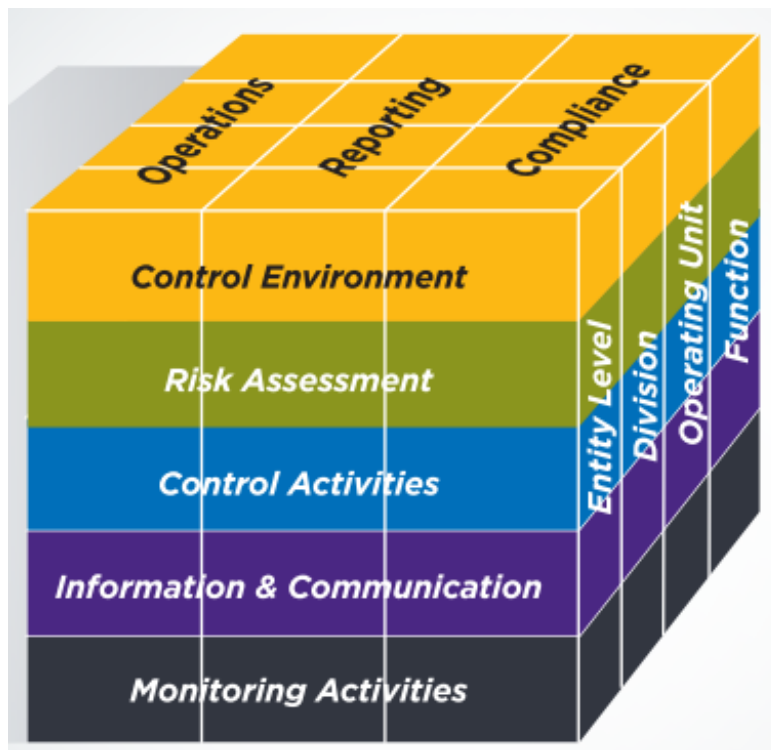 Operations
Reporting
Compliance
Control Environment
Risk Assessment
Control Activities
Information & Communication
Monitoring Activities
Entity Level
Division
Operating Unit
Function